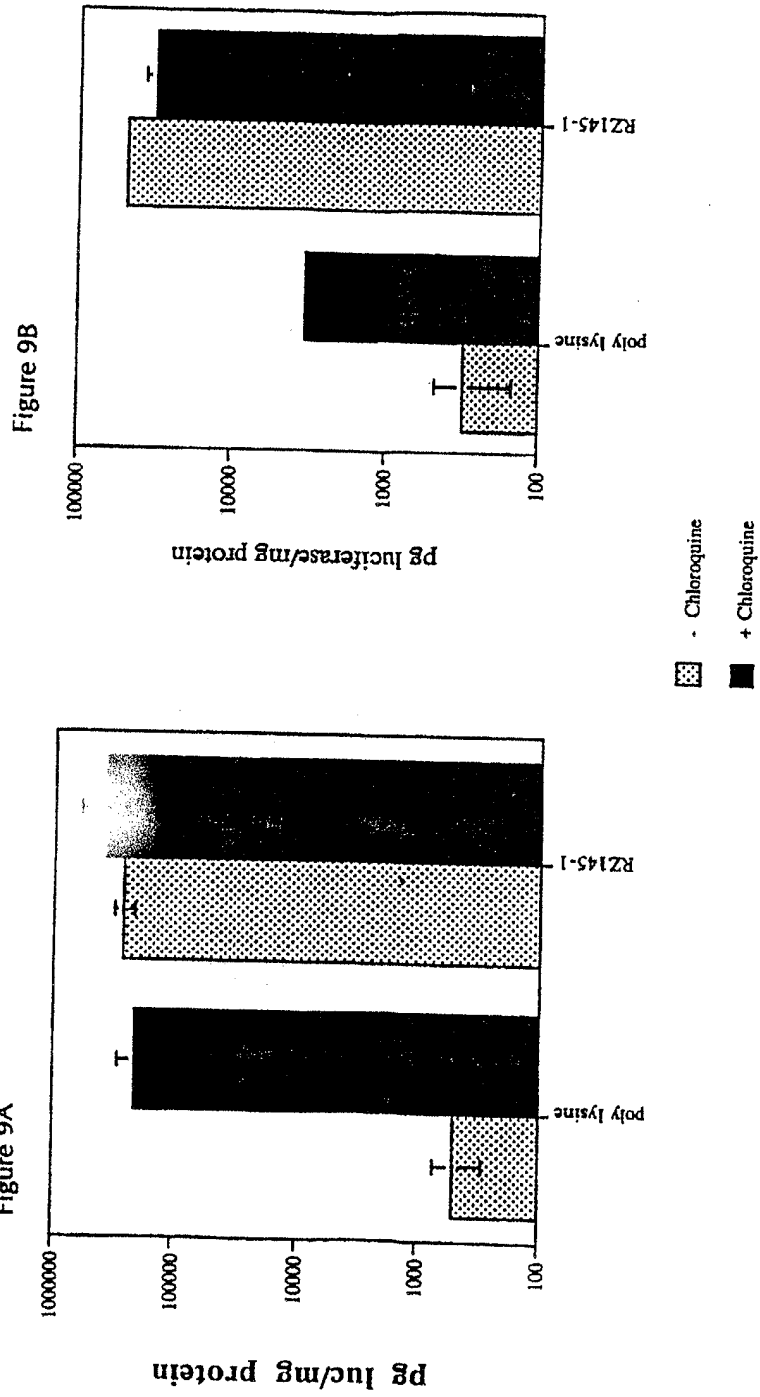 Figure 9A
pg luc/mg protein
1000000
100000
10000
1000
100
poly lysine
RZ145-1
Figure 9B
pg luciferase/mg protein
100000
10000
1000
100
poly lysine
RZ145-1
- Chloroquine
+ Chloroquine